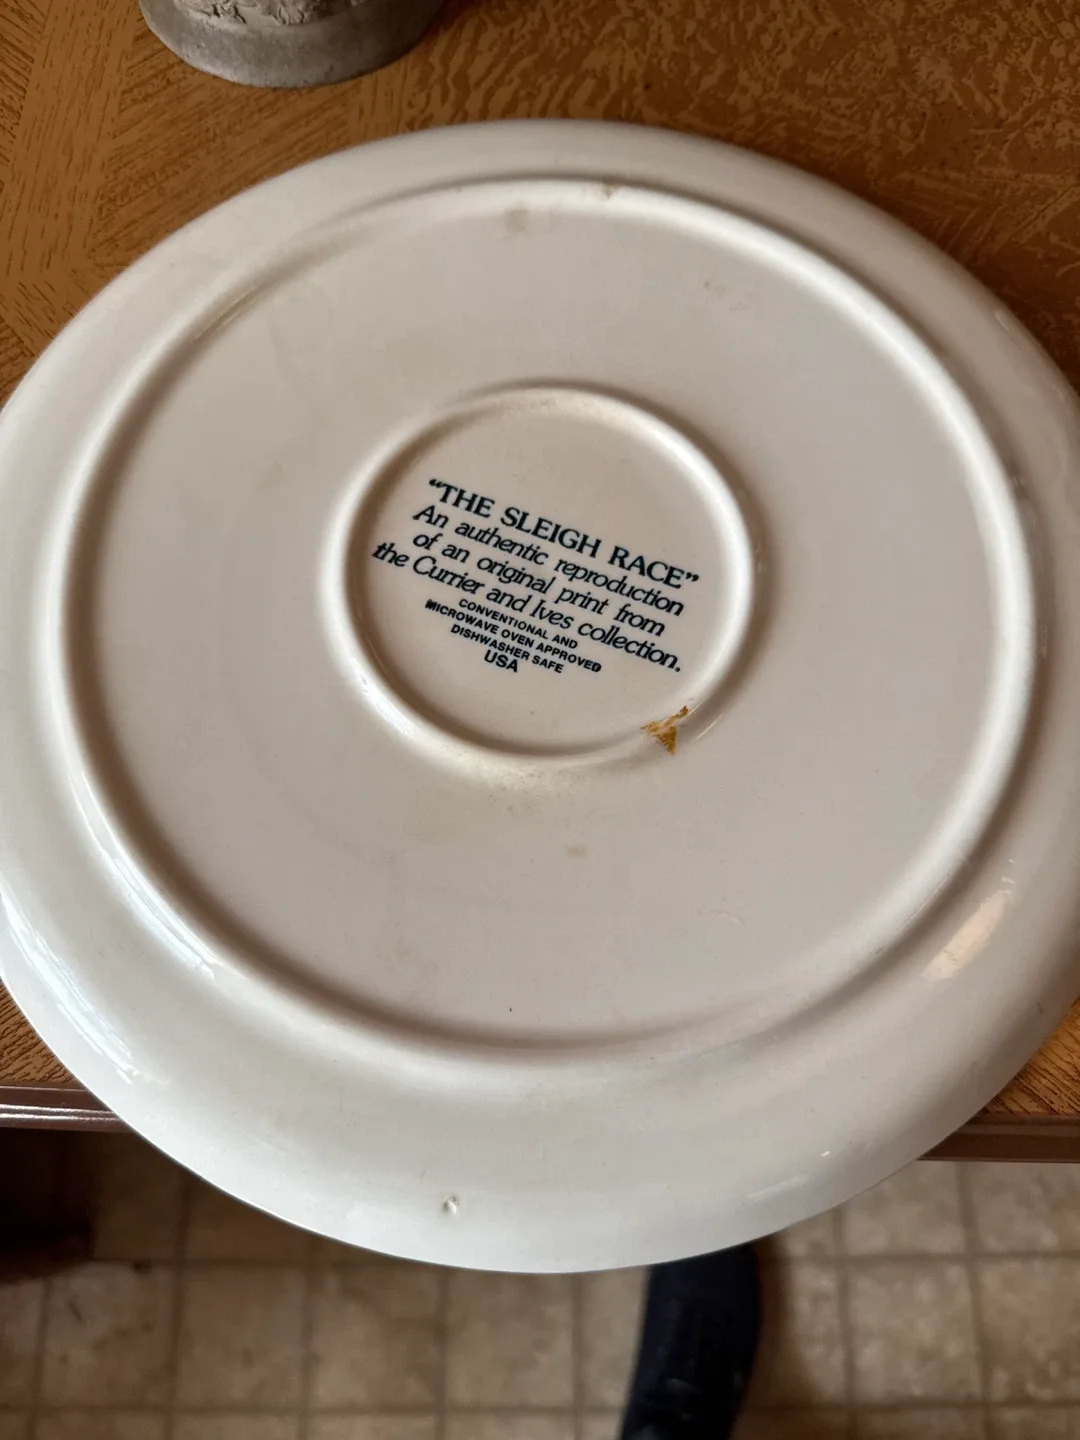 “THE SLEIGH RACE”
An authentic reproduction
of an original print from
the Currier and Ives collection.
CONVENTIONAL AND
MICROWAVE OVEN APPROVED
DISHWASHER SAFE
USA